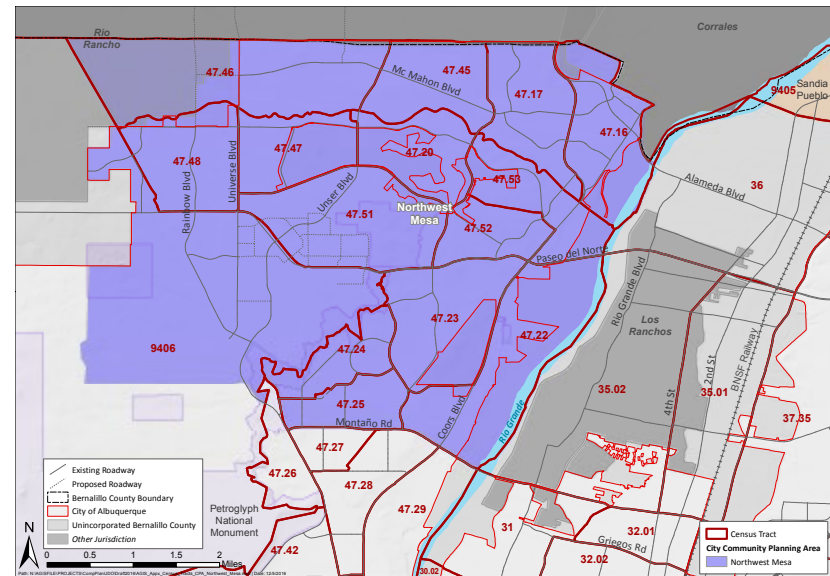 Rio
Rancho
Corrales
47.46
47.45
Mc Mahon Blvd
47.17
9405
Sandia
Pueblo
47.16
47.47
47.20
47.48
Universe Blvd
Rainbow Blvd
Unser Blvd
47.53
Alameda Blvd
36
47.51
Northwest
Mesa
47.52
Paseo del Norte
Rio Grande Blvd
Los
Ranchos
47.23
47.22
47.24
9406
2nd St
BNSF Railway
4th St
35.02
35.01
47.25
Montaño Rd
Coors Blvd
Rio Grande
37.35
47.27
47.26
47.28
47.29
Petroglyph
National
Monument
31
32.01
Griegos Rd
32.02
47.42
30.02
Existing Roadway
Proposed Roadway
Bernalillo County Boundary
City of Albuquerque
Unincorporated Bernalillo County
Other Jurisdiction
N
0 0.5 1 1.5 2
Miles
Census Tract
City Community Planning Area
Northwest Mesa